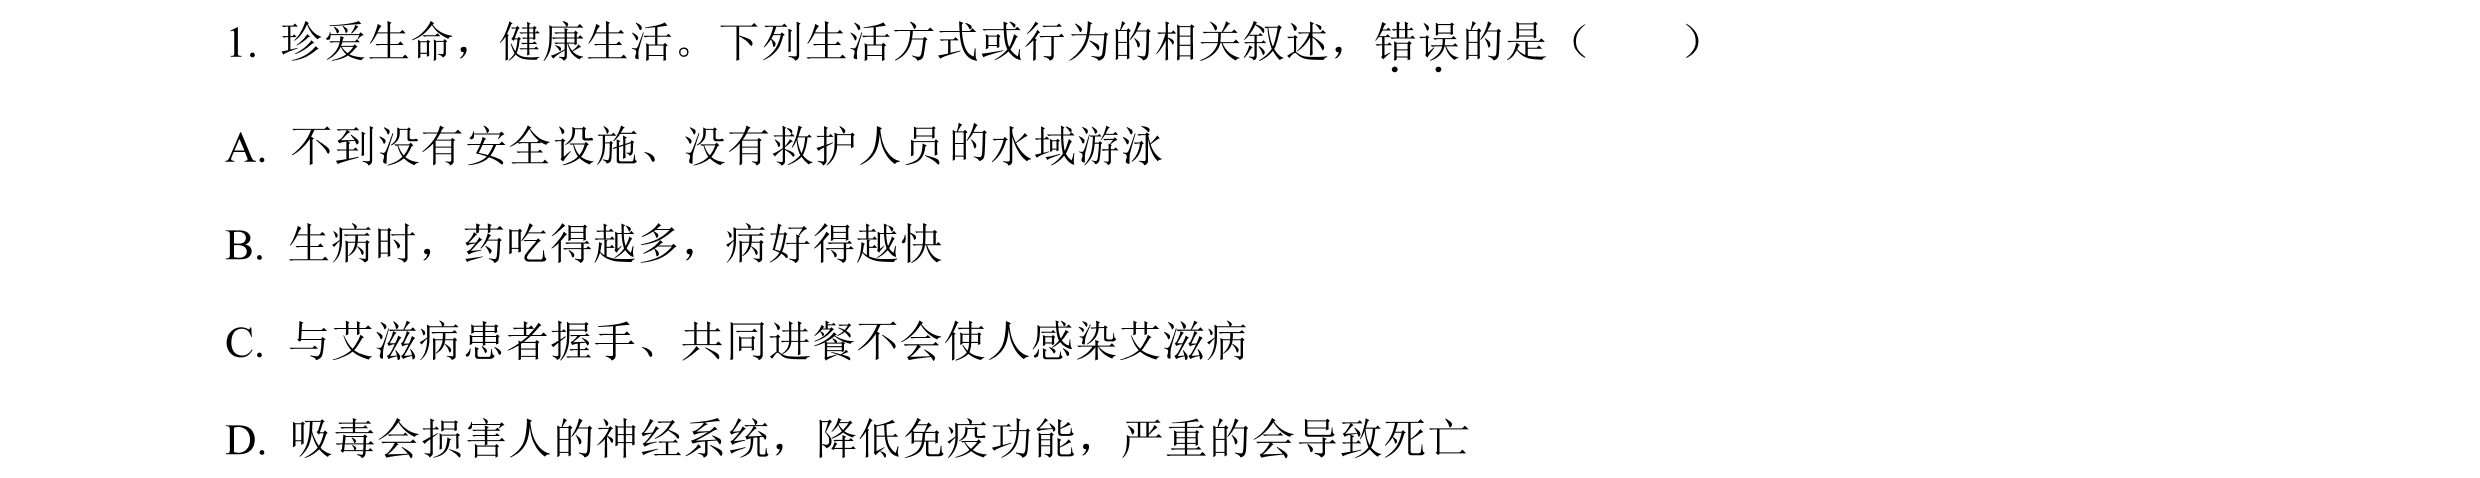 1. 珍爱生命，健康生活。下列生活方式或行为的相关叙述，错误的是（　　）
A. 不到没有安全设施、没有救护人员的水域游泳
B. 生病时，药吃得越多，病好得越快
C. 与艾滋病患者握手、共同进餐不会使人感染艾滋病
D. 吸毒会损害人的神经系统，降低免疫功能，严重的会导致死亡